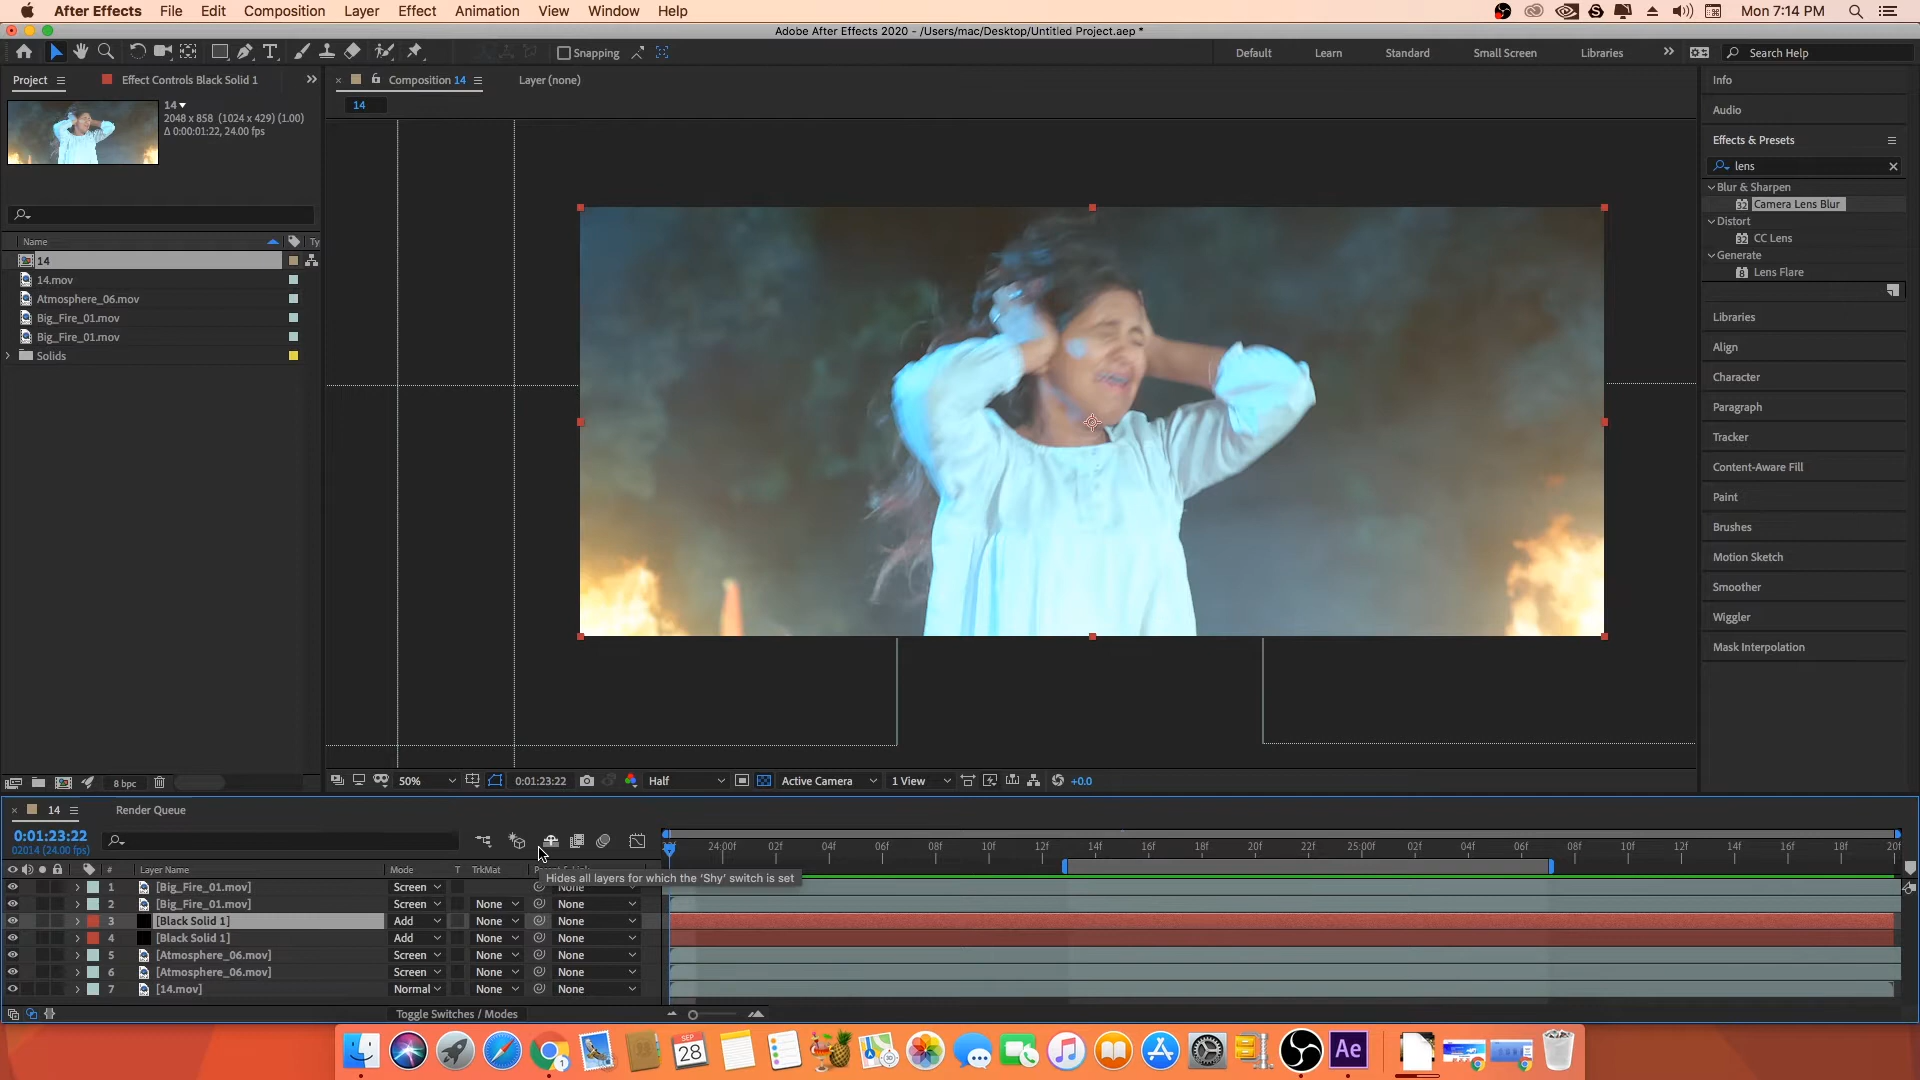 After Effects File Edit Composition Layer Effect Animation View Window Help Mon 7:14 PM
Adobe After Effects 2020 - /Users/mac/Desktop/Untitled Project.aep *
Snapping Default Learn Standard Small Screen Libraries Search Help
Project Effect Controls Black Solid 1 Composition 14 Layer (none)
14
2048 x 858 (1024 x 429) (1.00)
Δ 0:00:01:22, 24.00 fps
14
Name Ty
14
14.mov
Atmosphere_06.mov
Big_Fire_01.mov
Big_Fire_01.mov
Solids
Info
Audio
Effects & Presets
lens
Blur & Sharpen
32 Camera Lens Blur
Distort
32 CC Lens
Generate
8 Lens Flare
Libraries
Align
Character
Paragraph
Tracker
Content-Aware Fill
Paint
Brushes
Motion Sketch
Smoother
Wiggler
Mask Interpolation
8 bpc 50% 0:01:23:22 Half Active Camera 1 View +0.0
14 Render Queue
0:01:23:22
02014 (24.00 fps)
24:00f 02f 04f 06f 08f 10f 12f 14f 16f 18f 20f 22f 25:00f 02f 04f 06f 08f 10f 12f 14f 16f 18f 20f
# Layer Name Mode T TrkMat
Hides all layers for which the 'Shy' switch is set
1 [Big_Fire_01.mov] Screen None
2 [Big_Fire_01.mov] Screen None None
3 [Black Solid 1] Add None None
4 [Black Solid 1] Add None None
5 [Atmosphere_06.mov] Screen None None
6 [Atmosphere_06.mov] Screen None None
7 [14.mov] Normal None None
Toggle Switches / Modes
SEP
28
Ae